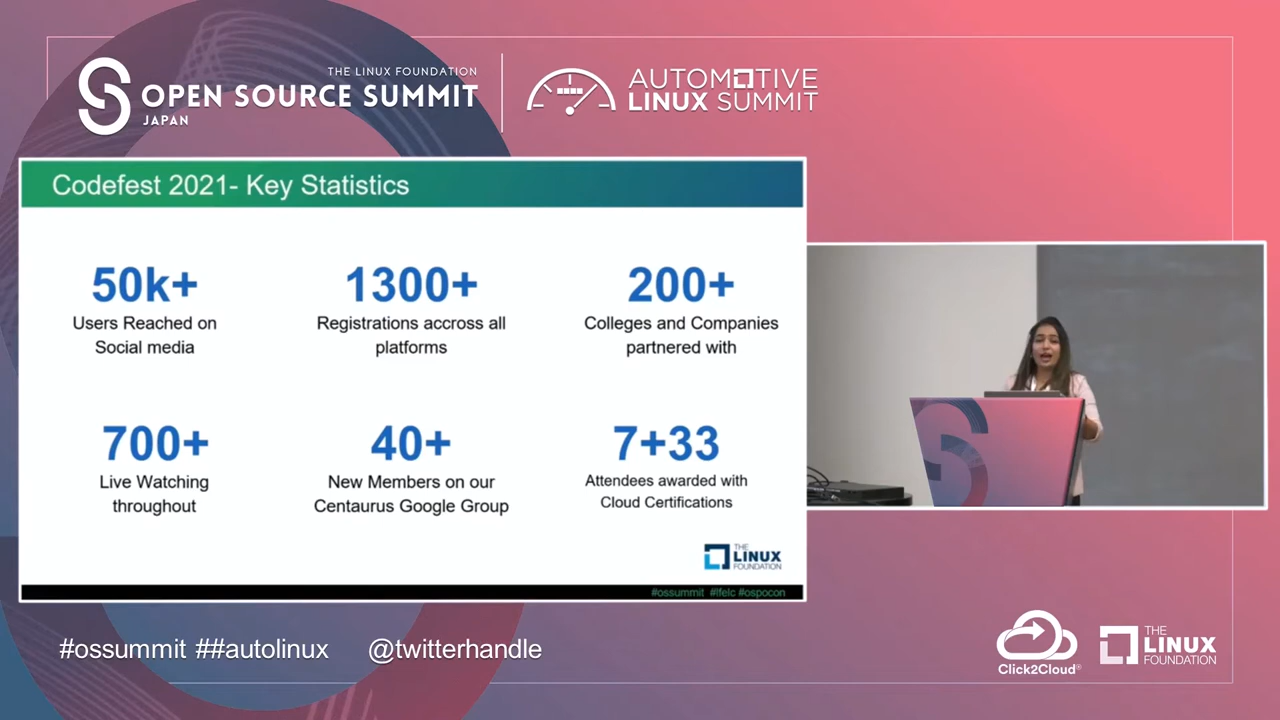 THE LINUX FOUNDATION
OPEN SOURCE SUMMIT
JAPAN
AUTOMOTIVE
LINUX SUMMIT
Codefest 2021- Key Statistics
50k+
Users Reached on
Social media
1300+
Registrations accross all
platforms
200+
Colleges and Companies
partnered with
700+
Live Watching
throughout
40+
New Members on our
Centaurus Google Group
7+33
Attendees awarded with
Cloud Certifications
THE
LINUX
FOUNDATION
#ossummit #lfelc #ospocon
#ossummit ##autolinux @twitterhandle
Click2Cloud®
THE
LINUX
FOUNDATION